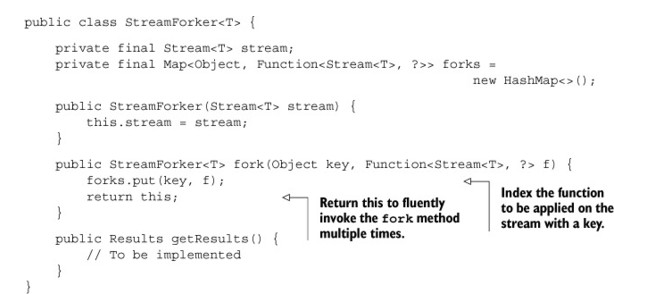 public class StreamForker<T> {
private final Stream<T> stream;
private final Map<Object, Function<Stream<T>, ?>> forks =
new HashMap<>();
public StreamForker(Stream<T> stream) {
this.stream = stream;
}
public StreamForker<T> fork(Object key, Function<Stream<T>, ?> f) {
forks.put(key, f);
return this;
}
Return this to fluently
invoke the fork method
multiple times.
Index the function
to be applied on the
stream with a key.
public Results getResults() {
// To be implemented
}
}